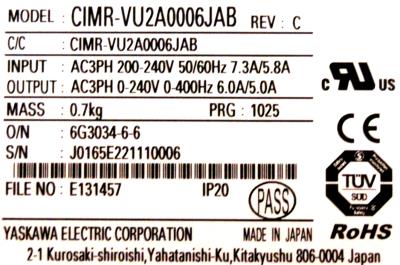 MODEL : CIMR-VU2A0006JAB REV : C
C/C : CIMR-VU2A0006JAB
INPUT : AC3PH 200-240V 50/60Hz 7.3A/5.8A
OUTPUT : AC3PH 0-240V 0-400Hz 6.0A/5.0A
MASS : 0.7kg PRG : 1025
O/N : 6G3034-6-6
S/N : J0165E221110006
FILE NO : E131457 IP20
PASS
C UL US
CE
TÜV
SÜD
RoHS
YASKAWA ELECTRIC CORPORATION MADE IN JAPAN
2-1 Kurosaki-shiroishi,Yahatanishi-Ku,Kitakyushu 806-0004 Japan